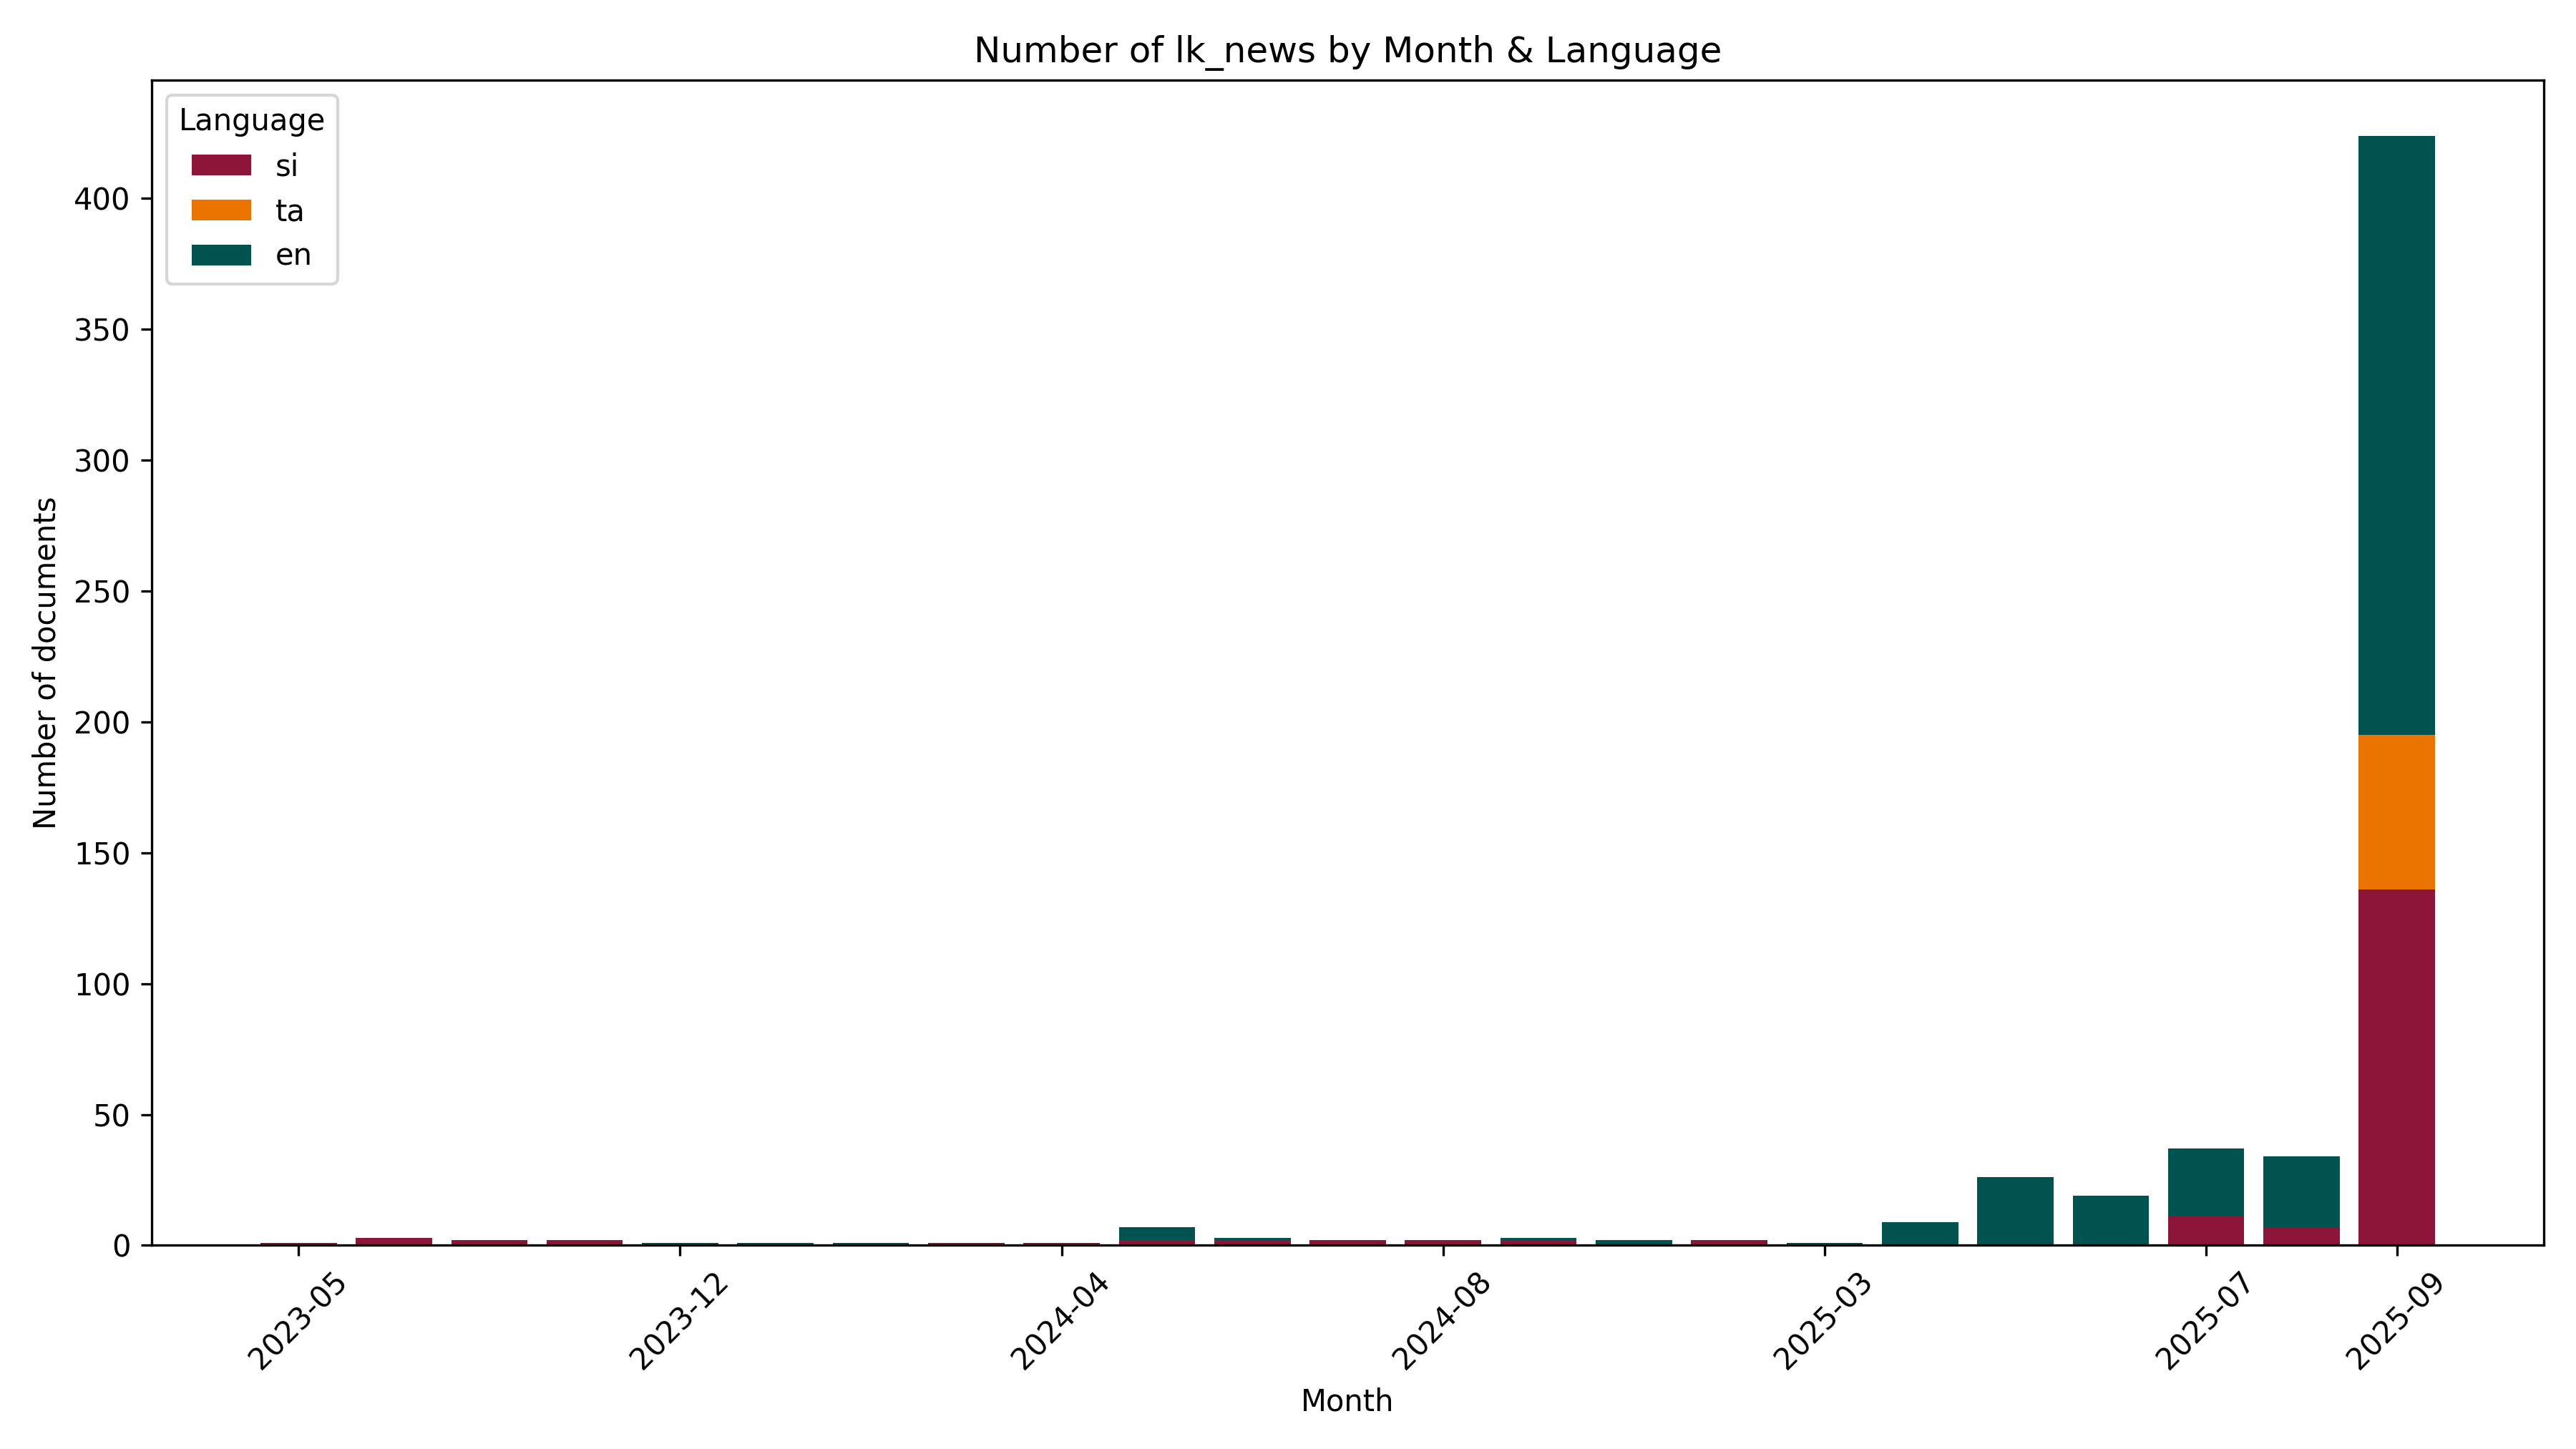 Number of lk_news by Month & Language
Language
si
ta
en
Number of documents
400
350
300
250
200
150
100
50
0
2023-05
2023-12
2024-04
2024-08
2025-03
2025-07
2025-09
Month